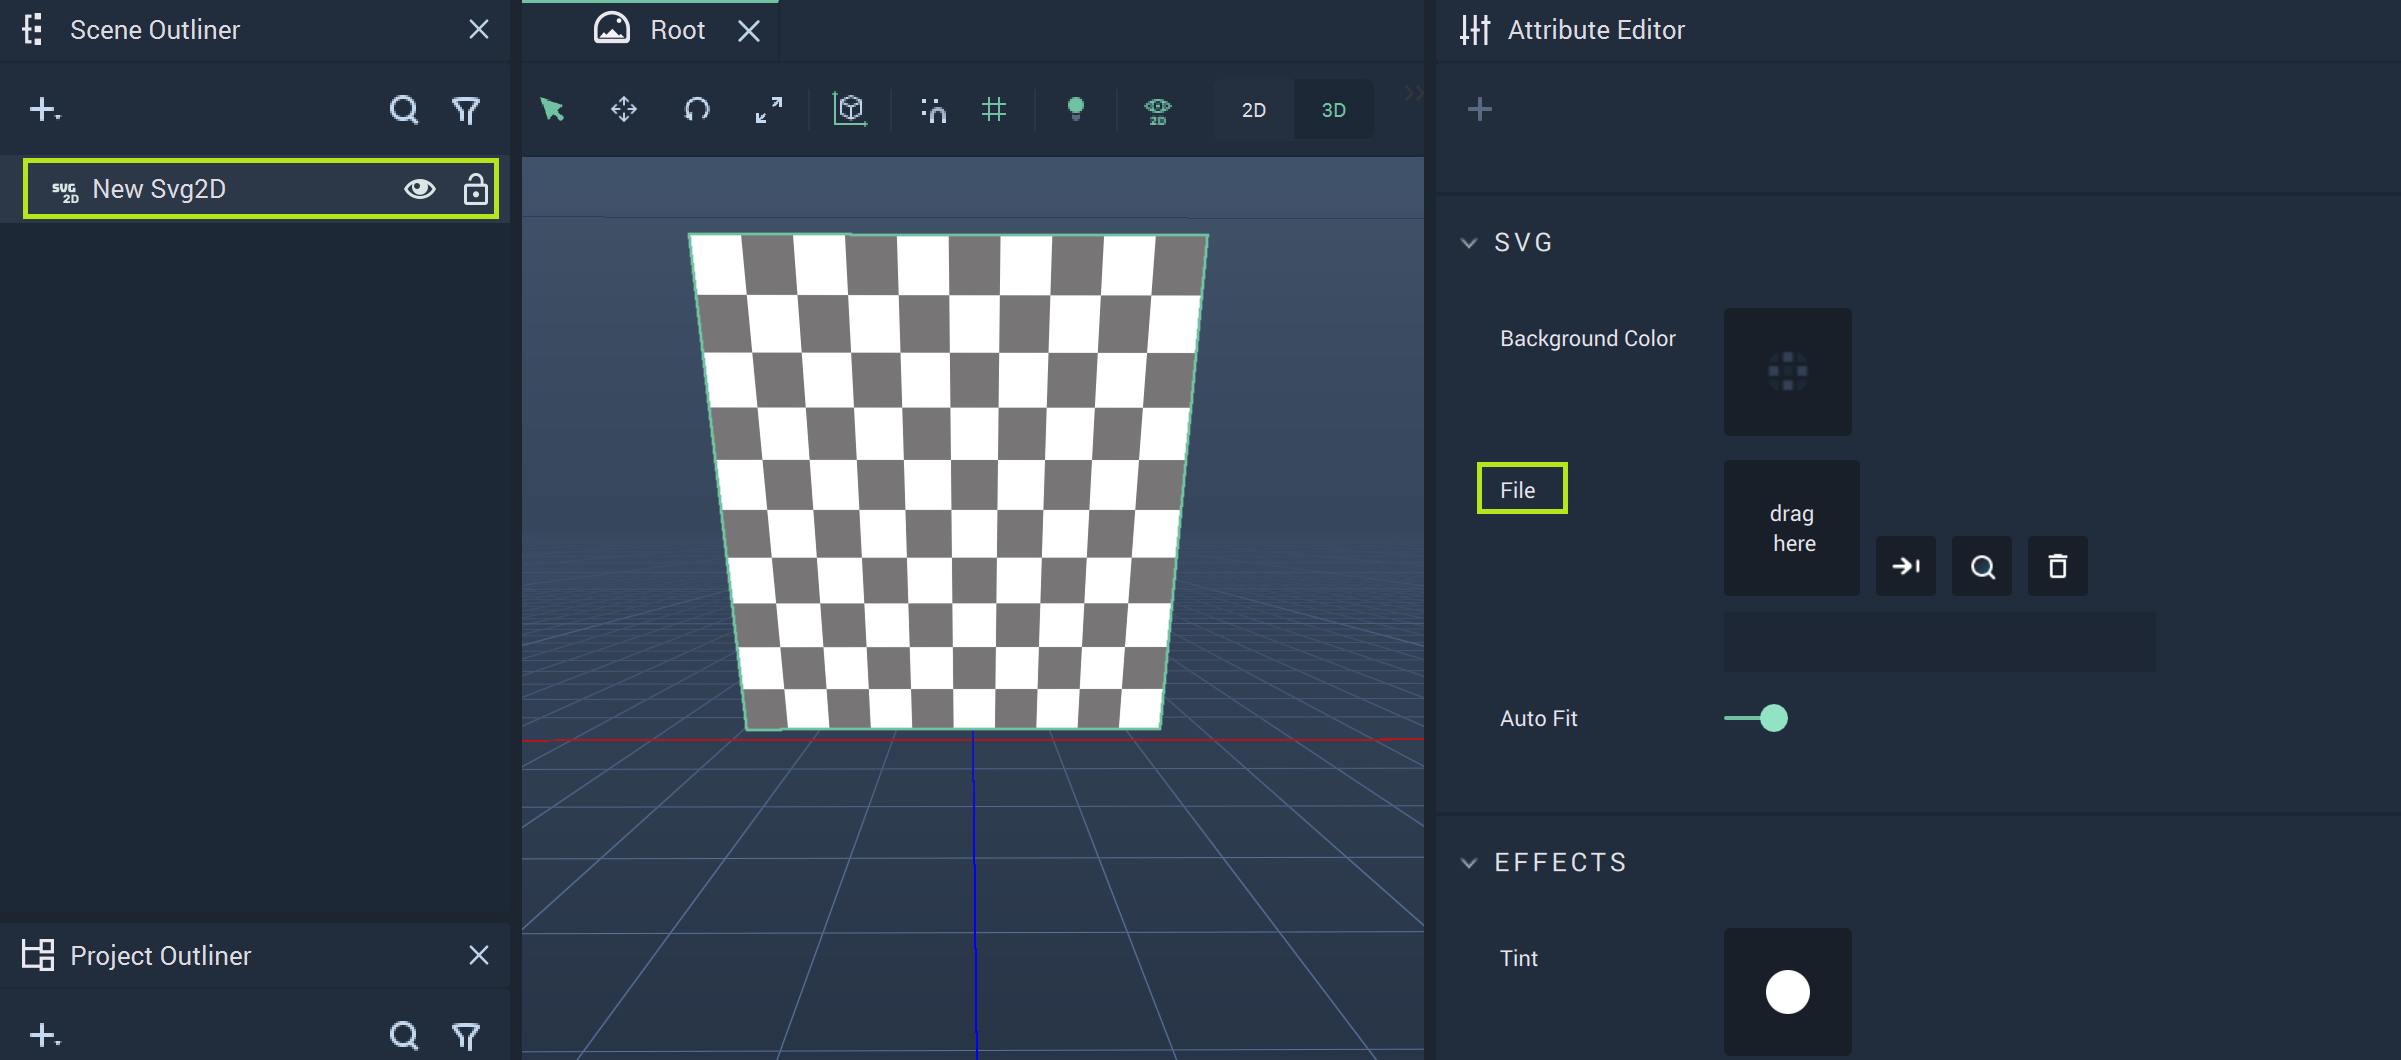 Scene Outliner
SVG
2D
New Svg2D
Project Outliner
Root
2D
2D
3D
Attribute Editor
SVG
Background Color
File
drag
here
Auto Fit
EFFECTS
Tint